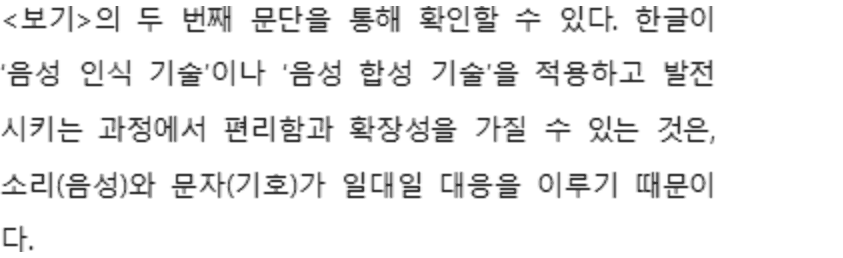 <보기>의 두 번째 문단을 통해 확인할 수 있다. 한글이
'음성 인식 기술'이나 '음성 합성 기술'을 적용하고 발전
시키는 과정에서 편리함과 확장성을 가질 수 있는 것은,
소리(음성)와 문자(기호)가 일대일 대응을 이루기 때문이
다.